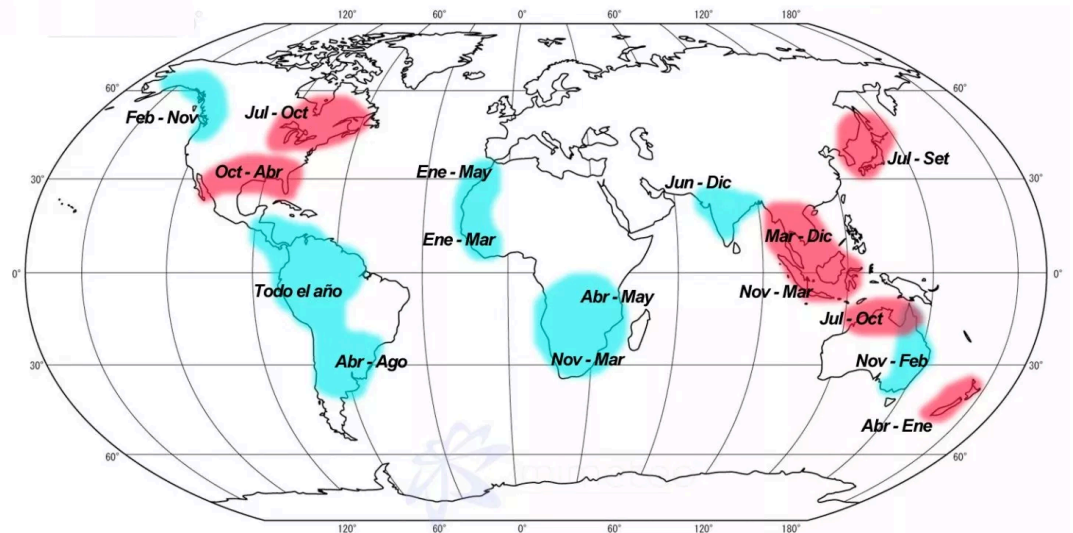 120°
60°
0°
60°
120°
180°
60°
60°
Feb - Nov
Jul - Oct
Jul - Set
Oct - Abr
Ene - May
30°
30°
Jun - Dic
Ene - Mar
Mar - Dic
0°
0°
Todo el año
Abr - May
Nov - Mar
Jul - Oct
Abr - Ago
Nov - Mar
Nov - Feb
30°
30°
Abr - Ene
60°
60°
120°
60°
0°
60°
120°
180°